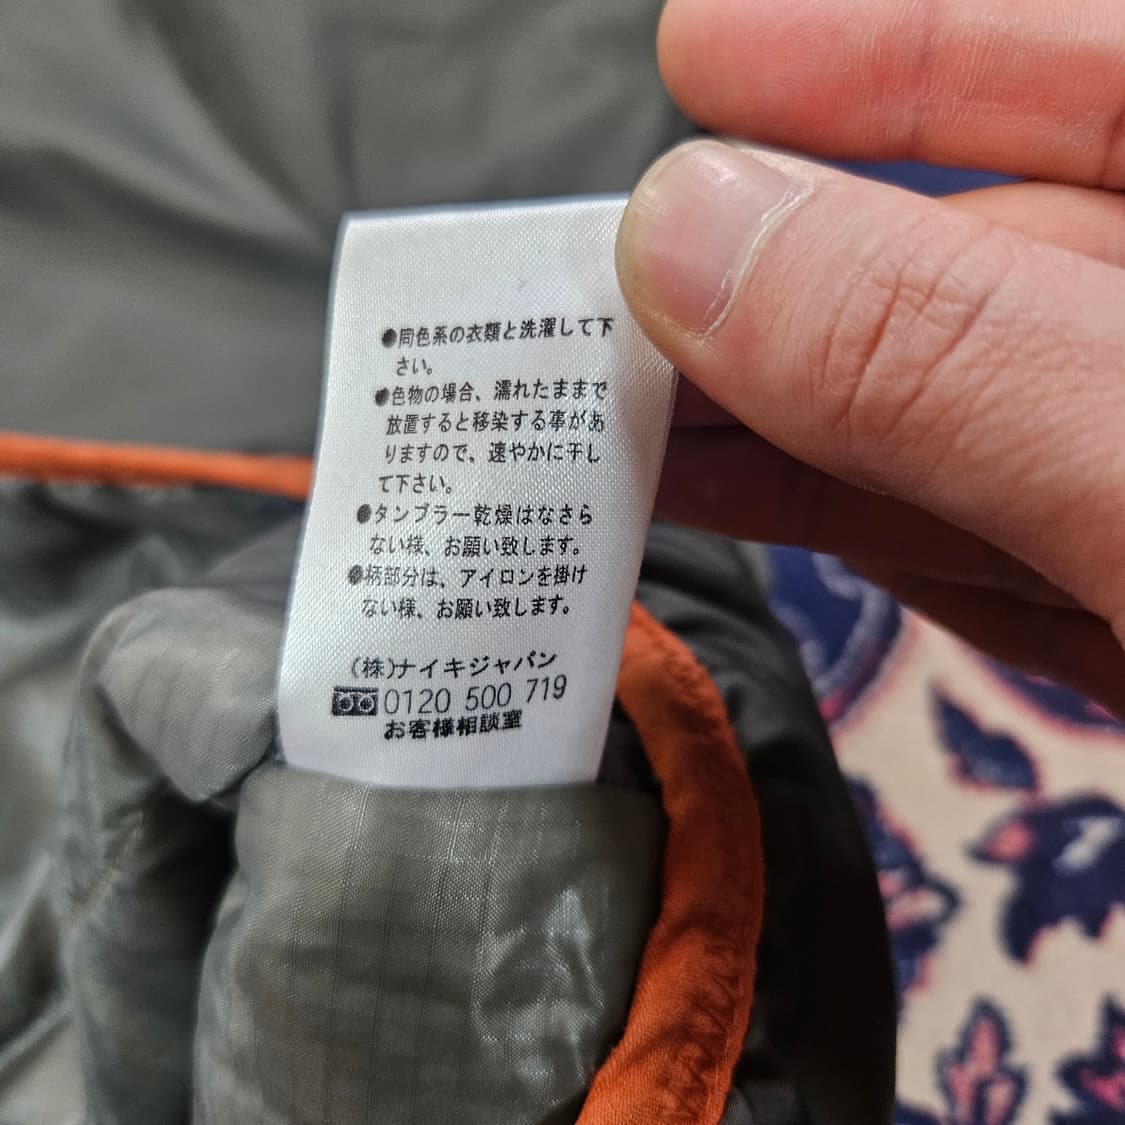 ●同色系の衣類と洗濯して下
さい。
●色物の場合、濡れたままで
放置すると移染する事があ
りますので、速やかに干し
て下さい。
●タンブラー乾燥はなさら
ない様、お願い致します。
●柄部分は、アイロンを掛け
ない様、お願い致します。
(株)ナイキジャパン
0120 500 719
お客様相談室